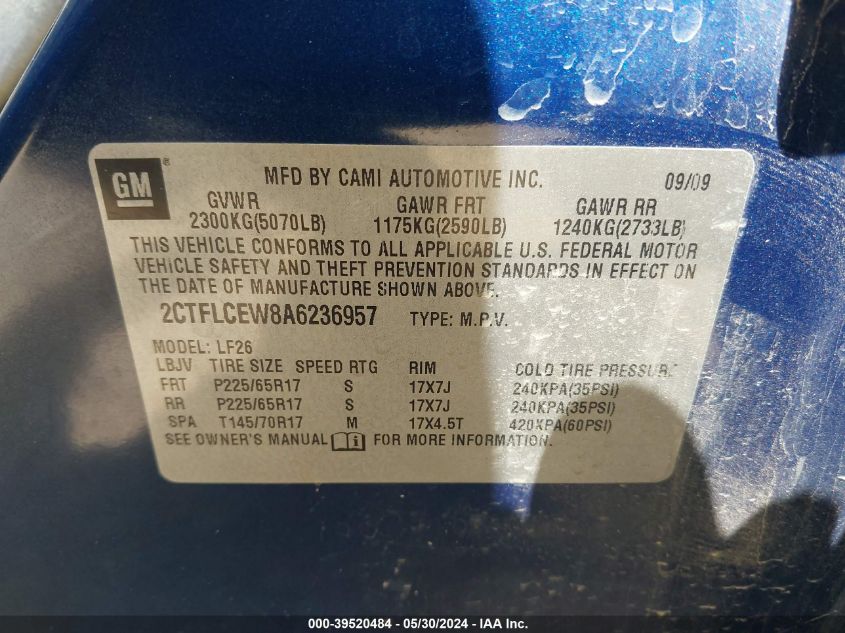 GM ®
MFD BY CAMI AUTOMOTIVE INC. 09/09
GVWR GAWR FRT GAWR RR
2300KG(5070LB) 1175KG(2590LB) 1240KG(2733LB)
THIS VEHICLE CONFORMS TO ALL APPLICABLE U.S. FEDERAL MOTOR
VEHICLE SAFETY AND THEFT PREVENTION STANDARDS IN EFFECT ON
THE DATE OF MANUFACTURE SHOWN ABOVE.
2CTFLCEW8A6236957 TYPE: M.P.V.
MODEL: LF26
LBJV TIRE SIZE SPEED RTG RIM COLD TIRE PRESSURE
FRT P225/65R17 S 17X7J 240KPA(35PSI)
RR P225/65R17 S 17X7J 240KPA(35PSI)
SPA T145/70R17 M 17X4.5T 420KPA(60PSI)
SEE OWNER'S MANUAL FOR MORE INFORMATION.
000-39520484 - 05/30/2024 - IAA Inc.